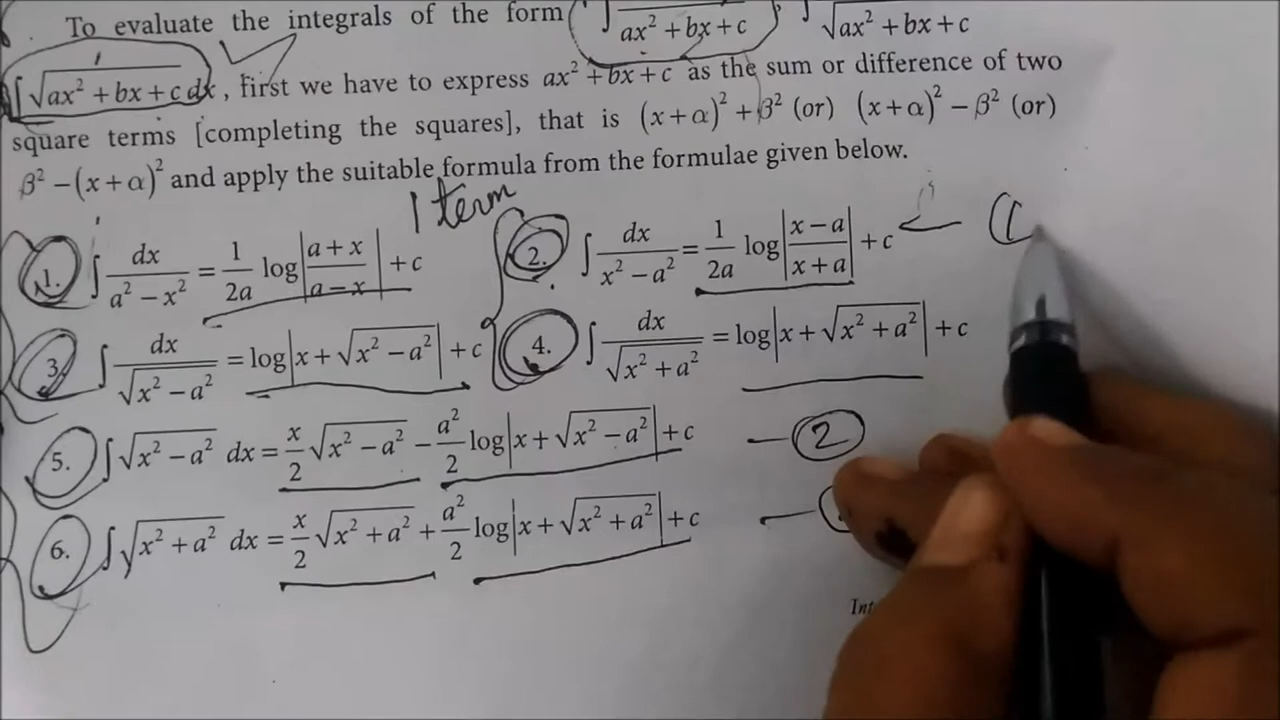 To evaluate the integrals of the form ∫ ——— / ax² + bx + c , ∫ √ax² + bx + c
∫ √(ax² + bx + c) dx , first we have to express ax² + bx + c as the sum or difference of two
square terms [completing the squares], that is (x + α)² + β² (or) (x + α)² − β² (or)
β² − (x + α)² and apply the suitable formula from the formulae given below.
1 term
1. ∫ dx/(a² − x²) = 1/2a log|(a + x)/(a − x)| + c
2. ∫ dx/(x² − a²) = 1/2a log|(x − a)/(x + a)| + c
3. ∫ dx/√(x² − a²) = log|x + √(x² − a²)| + c
4. ∫ dx/√(x² + a²) = log|x + √(x² + a²)| + c
5. ∫ √(x² − a²) dx = x/2 √(x² − a²) − a²/2 log|x + √(x² − a²)| + c — 2
6. ∫ √(x² + a²) dx = x/2 √(x² + a²) + a²/2 log|x + √(x² + a²)| + c